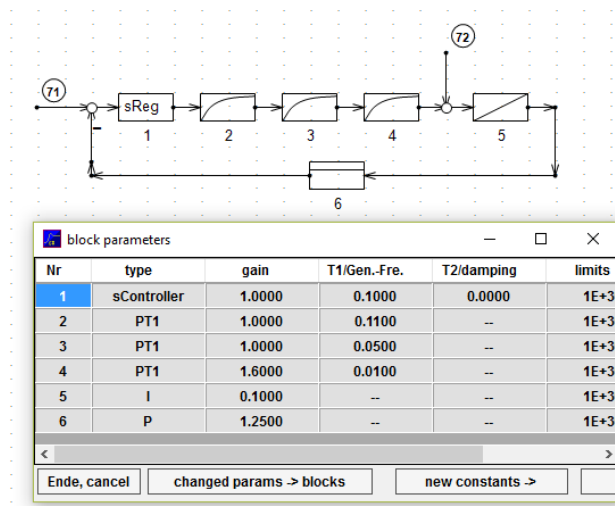 72
71
sReg
1
2
3
4
5
–
6
block parameters
Nr type gain T1/Gen.-Fre. T2/damping limits
1 sController 1.0000 0.1000 0.0000 1E+3
2 PT1 1.0000 0.1100 -- 1E+3
3 PT1 1.0000 0.0500 -- 1E+3
4 PT1 1.6000 0.0100 -- 1E+3
5 I 0.1000 -- -- 1E+3
6 P 1.2500 -- -- 1E+3
Ende, cancel changed params -> blocks new constants ->